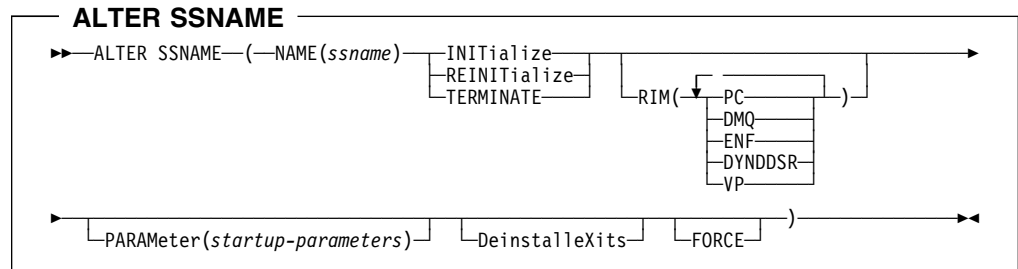 ALTER SSNAME
ALTER SSNAME ( NAME(ssname) INITialize
REINITialize
TERMINATE
RIM( PC )
DMQ
ENF
DYNDDSR
VP
PARAMeter(startup-parameters) DeinstalleXits FORCE )